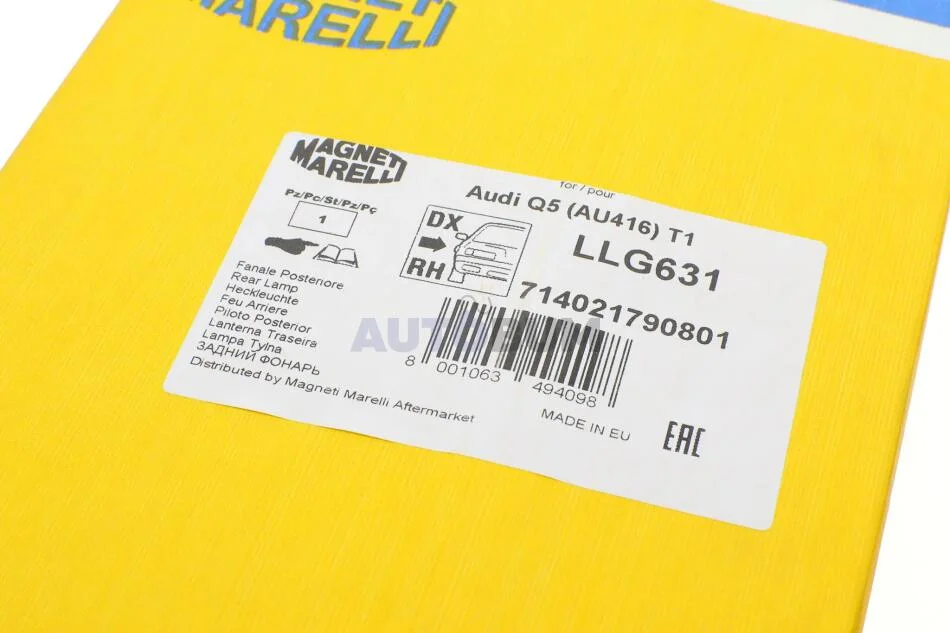 MAGNETI
MARELLI
MAGNETI
MARELLI
for / pour
Audi Q5 (AU416) T1
Pz/Pc/St/Pz/Pç
1
DX
RH
LLG631
714021790801
Fanale Posteriore
Rear Lamp
Heckleuchte
Feu Arriere
Piloto Posterior
Lanterna Traseira
Lampa Tylna
ЗАДНИЙ ФОНАРЬ
Distributed by Magneti Marelli Aftermarket
AUTOBUM
8 001063 494098
MADE IN EU
EAC